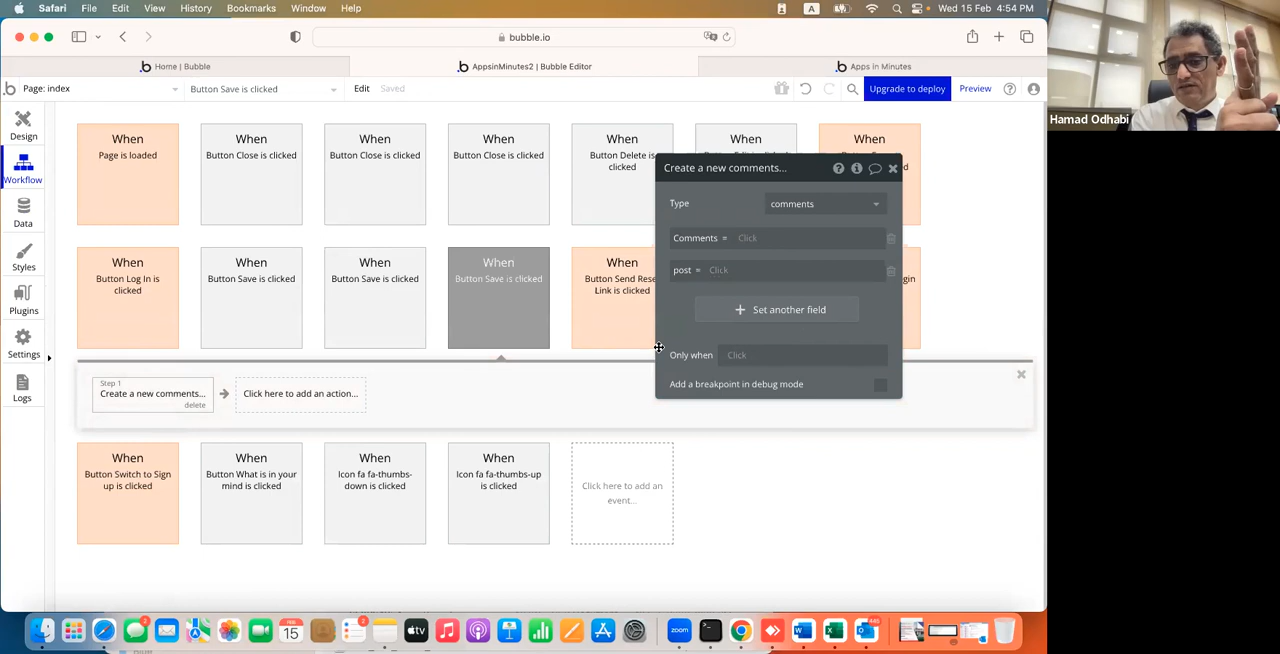 Safari File Edit View History Bookmarks Window Help
A
Wed 15 Feb 4:54 PM
bubble.io
Home | Bubble
AppsinMinutes2 | Bubble Editor
Apps in Minutes
Page: index
Button Save is clicked
Edit
Saved
Upgrade to deploy
Preview
Hamad Odhabi
Design
Workflow
Data
Styles
Plugins
Settings
Logs
When
Page is loaded
When
Button Close is clicked
When
Button Close is clicked
When
Button Close is clicked
When
Button Delete is
clicked
When
When
Create a new comments...
Type
comments
Comments =
Click
post =
Click
Set another field
Only when
Click
Add a breakpoint in debug mode
When
Button Log In is
clicked
When
Button Save is clicked
When
Button Save is clicked
When
Button Save is clicked
When
Button Send Rese
Link is clicked
gin
Step 1
Create a new comments...
delete
Click here to add an action...
When
Button Switch to Sign
up is clicked
When
Button What is in your
mind is clicked
When
Icon fa fa-thumbs-
down is clicked
When
Icon fa fa-thumbs-up
is clicked
Click here to add an
event...
FEB
15
zoom